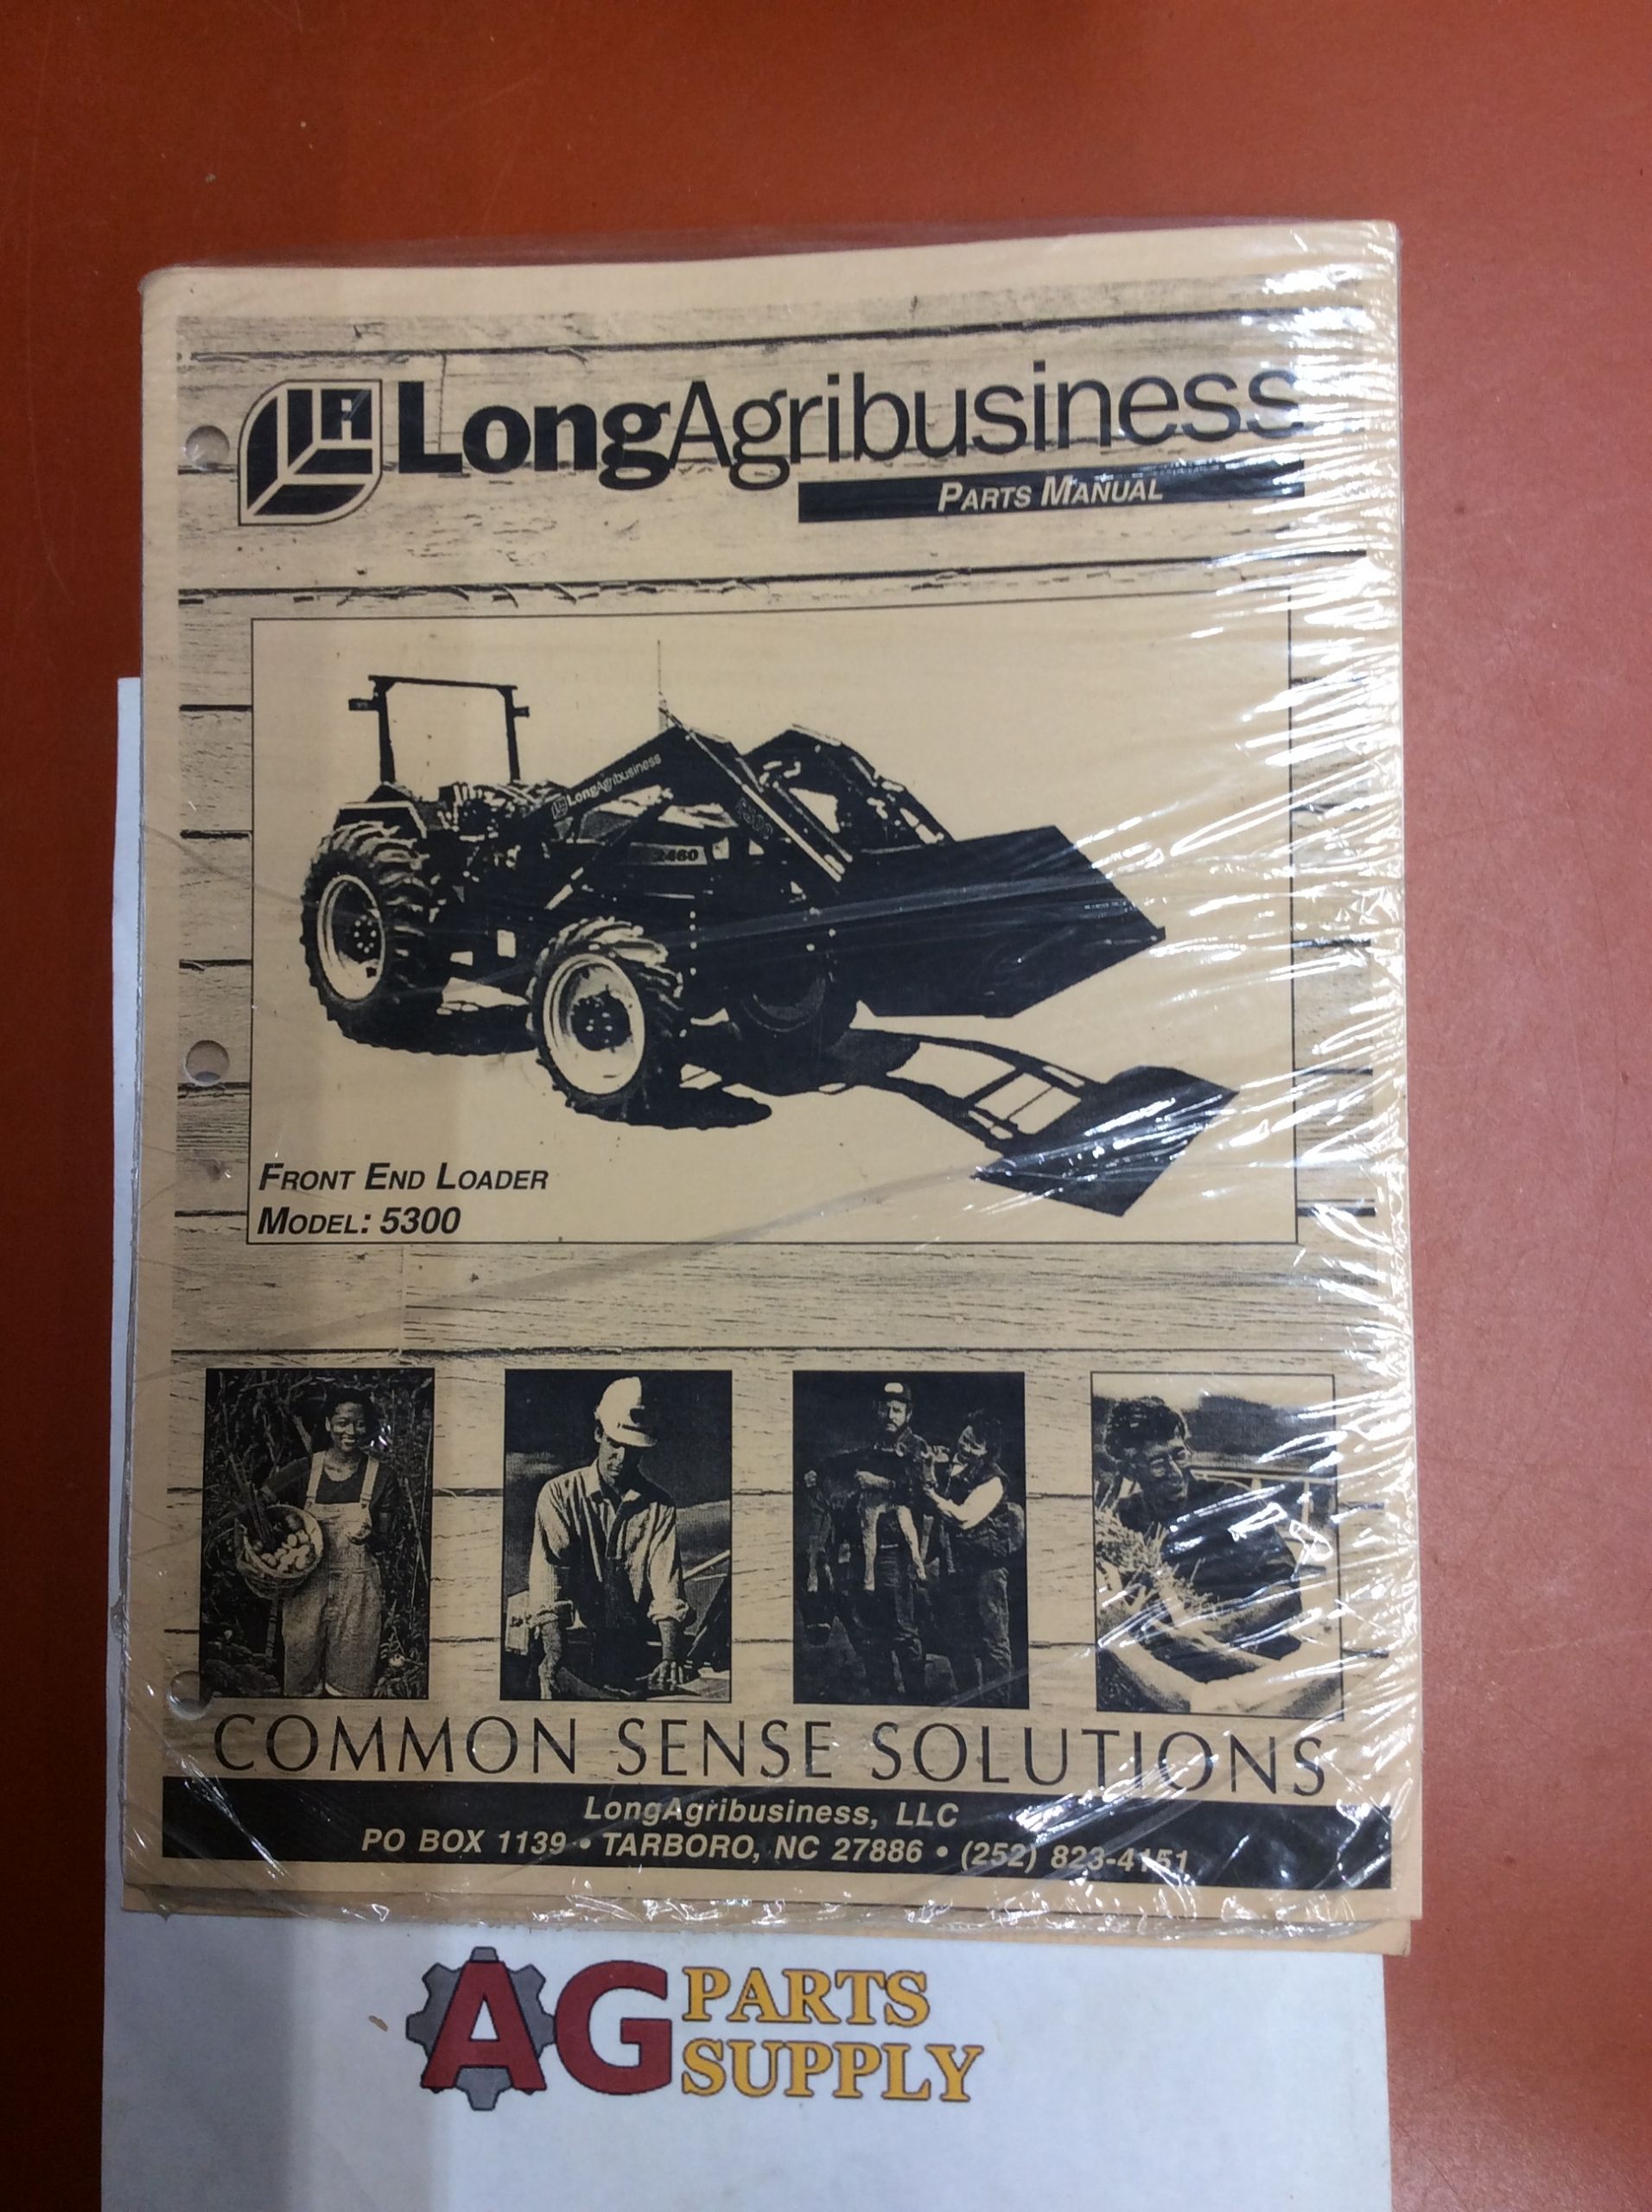 LA LongAgribusiness
PARTS MANUAL
LongAgribusiness
5300
2460
FRONT END LOADER
MODEL: 5300
COMMON SENSE SOLUTIONS
LongAgribusiness, LLC
PO BOX 1139 • TARBORO, NC 27886 • (252) 823-4151
AG PARTS
SUPPLY